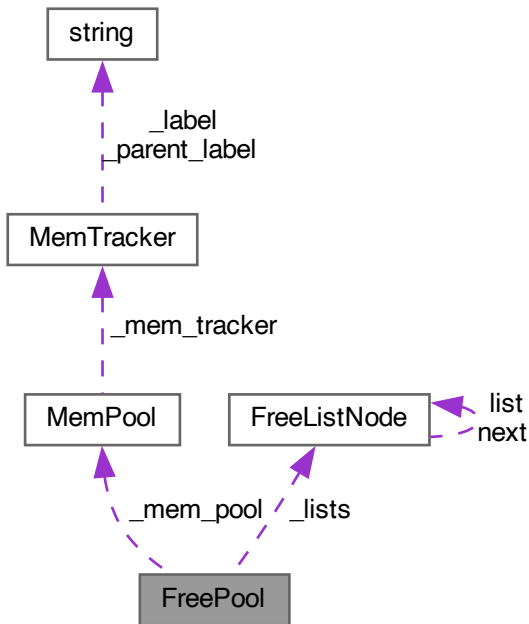 string
_label
_parent_label
MemTracker
_mem_tracker
MemPool
FreeListNode
list
next
_mem_pool
_lists
FreePool